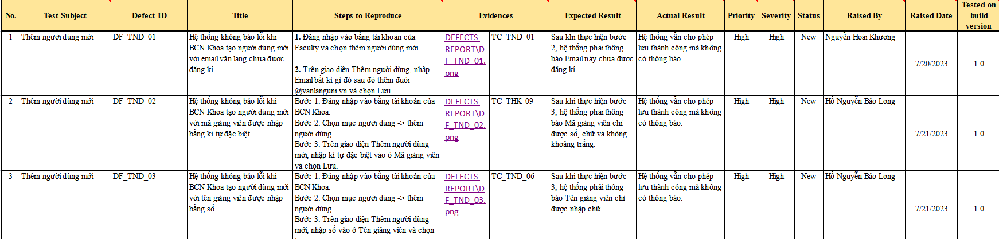 No.
Test Subject
Defect ID
Title
Steps to Reproduce
Evidences
Expected Result
Actual Result
Priority
Severity
Status
Raised By
Raised Date
Tested on
build
version
1
Thêm người dùng mới
DF_TND_01
Hệ thống không báo lỗi khi
BCN Khoa tạo người dùng mới
với email văn lang chưa được
đăng kí.
1. Đăng nhập vào bằng tài khoản của
Faculty và chọn thêm người dùng mới
2. Trên giao diện Thêm người dùng, nhập
Email bất kì gì đó sau đó thêm đuôi
@vanlanguni.vn và chọn Lưu.
DEFECTS
REPORT\D
F_TND_01.
png
TC_TND_01
Sau khi thực hiện bước
2, hệ thống phải thông
báo Email này chưa được
đăng kí.
Hệ thống vẫn cho phép
lưu thành công mà không
có thông báo.
High
High
New
Nguyễn Hoài Khương
7/20/2023
1.0
2
Thêm người dùng mới
DF_TND_02
Hệ thống không báo lỗi khi
BCN Khoa tạo người dùng mới
với mã giảng viên được nhập
bằng kí tự đặc biệt.
Bước 1. Đăng nhập vào bằng tài khoản của
BCN Khoa.
Bước 2. Chọn mục người dùng -> thêm
người dùng
Bước 3. Trên giao diện Thêm người dùng
mới, nhập kí tự đặc biệt vào ô Mã giảng viên
và chọn Lưu.
DEFECTS
REPORT\D
F_TND_02.
png
TC_THK_09
Sau khi thực hiện bước
3, hệ thống phải thông
báo Mã giảng viên chỉ
được số, chữ và không
khoảng trắng.
Hệ thống vẫn cho phép
lưu thành công mà không
có thông báo.
High
High
New
Hồ Nguyễn Bảo Long
7/21/2023
1.0
3
Thêm người dùng mới
DF_TND_03
Hệ thống không báo lỗi khi
BCN Khoa tạo người dùng mới
với tên giảng viên được nhập
bằng số.
Bước 1. Đăng nhập vào bằng tài khoản của
BCN Khoa.
Bước 2. Chọn mục người dùng -> thêm
người dùng
Bước 3. Trên giao diện Thêm người dùng
mới, nhập số vào ô Tên giảng viên và chọn
DEFECTS
REPORT\D
F_TND_03.
png
TC_TND_06
Sau khi thực hiện bước
3, hệ thống phải thông
báo Tên giảng viên chỉ
được nhập chữ.
Hệ thống vẫn cho phép
lưu thành công mà không
có thông báo.
High
High
New
Hồ Nguyễn Bảo Long
7/21/2023
1.0